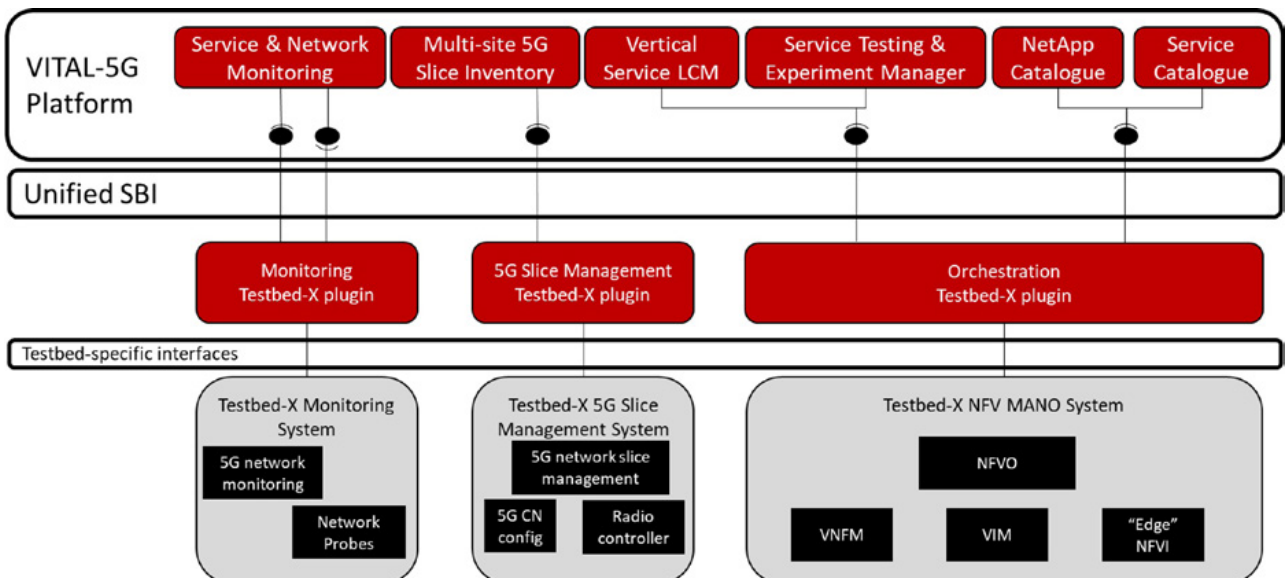 VITAL-5G
Platform
Service & Network
Monitoring
Multi-site 5G
Slice Inventory
Vertical
Service LCM
Service Testing &
Experiment Manager
NetApp
Catalogue
Service
Catalogue
Unified SBI
Monitoring
Testbed-X plugin
5G Slice Management
Testbed-X plugin
Orchestration
Testbed-X plugin
Testbed-specific interfaces
Testbed-X Monitoring
System
5G network
monitoring
Network
Probes
Testbed-X 5G Slice
Management System
5G network slice
management
5G CN
config
Radio
controller
Testbed-X NFV MANO System
NFVO
VNFM
VIM
“Edge”
NFVI